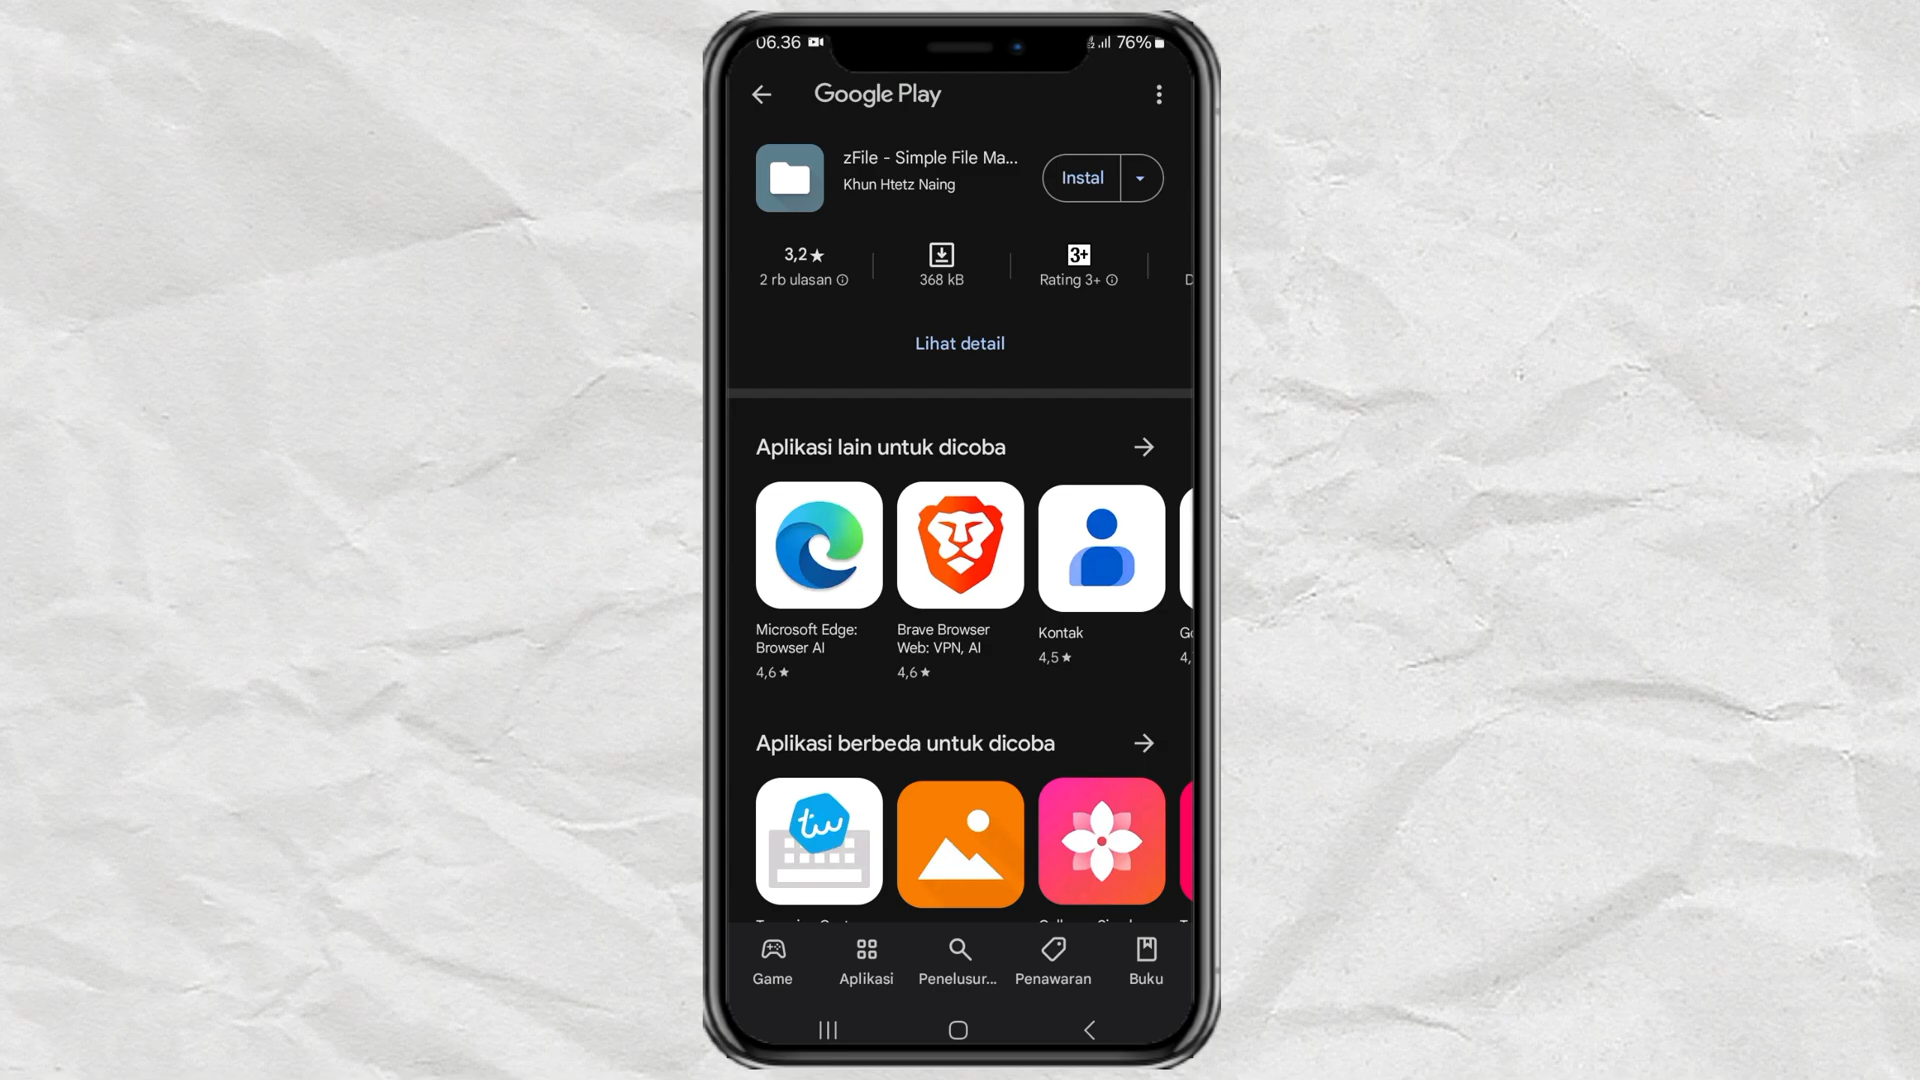 06.36 76%
Google Play
zFile - Simple File Ma...
Khun Htetz Naing
Instal
3,2★
2 rb ulasan
368 kB
3+
Rating 3+
D
Lihat detail
Aplikasi lain untuk dicoba
Microsoft Edge:
Browser AI
4,6★
Brave Browser
Web: VPN, AI
4,6★
Kontak
4,5★
4,
Aplikasi berbeda untuk dicoba
tw
Game
Aplikasi
Penelusur...
Penawaran
Buku